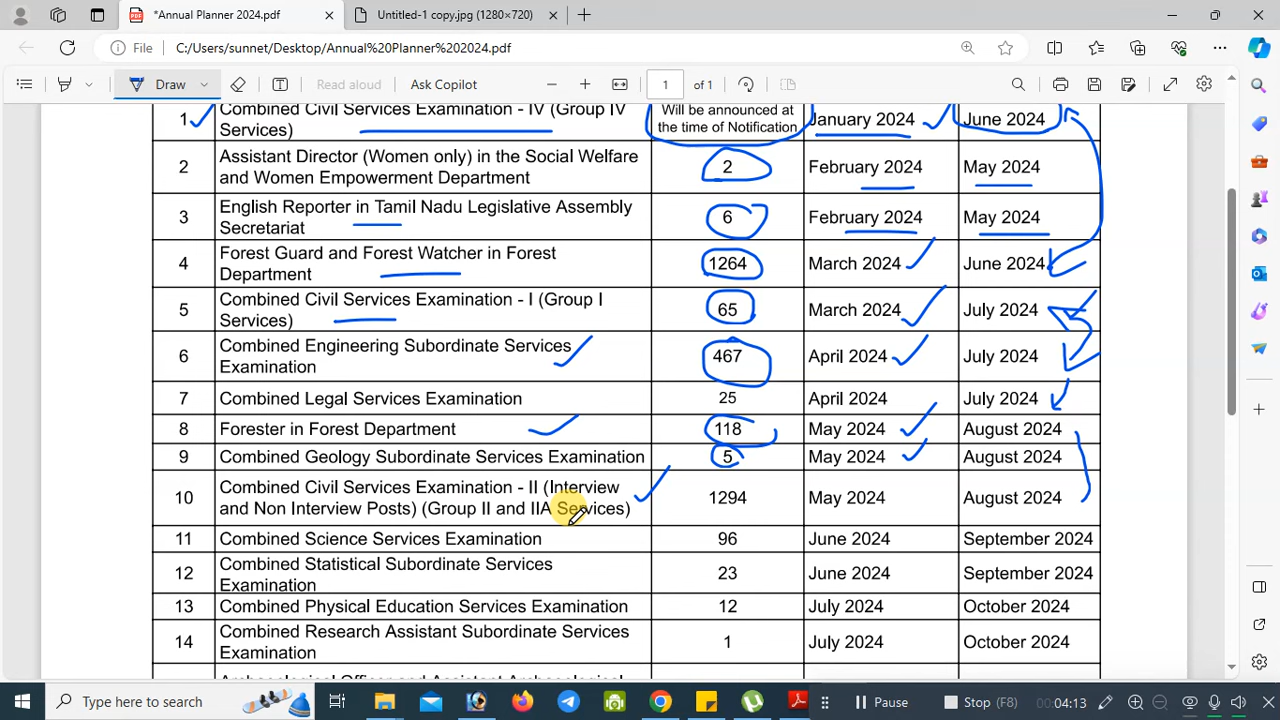 *Annual Planner 2024.pdf
Untitled-1 copy.jpg (1280×720)
File
C:/Users/sunnet/Desktop/Annual%20Planner%202024.pdf
Draw
Read aloud
Ask Copilot
1
of 1
1
Combined Civil Services Examination - IV (Group IV
Services)
Will be announced at
the time of Notification
January 2024
June 2024
2
Assistant Director (Women only) in the Social Welfare
and Women Empowerment Department
2
February 2024
May 2024
3
English Reporter in Tamil Nadu Legislative Assembly
Secretariat
6
February 2024
May 2024
4
Forest Guard and Forest Watcher in Forest
Department
1264
March 2024
June 2024
5
Combined Civil Services Examination - I (Group I
Services)
65
March 2024
July 2024
6
Combined Engineering Subordinate Services
Examination
467
April 2024
July 2024
7
Combined Legal Services Examination
25
April 2024
July 2024
8
Forester in Forest Department
118
May 2024
August 2024
9
Combined Geology Subordinate Services Examination
5
May 2024
August 2024
10
Combined Civil Services Examination - II (Interview
and Non Interview Posts) (Group II and IIA Services)
1294
May 2024
August 2024
11
Combined Science Services Examination
96
June 2024
September 2024
12
Combined Statistical Subordinate Services
Examination
23
June 2024
September 2024
13
Combined Physical Education Services Examination
12
July 2024
October 2024
14
Combined Research Assistant Subordinate Services
Examination
1
July 2024
October 2024
Archaeological Officer and Assistant Archaeological
Type here to search
Pause
Stop (F8)
00:04:13